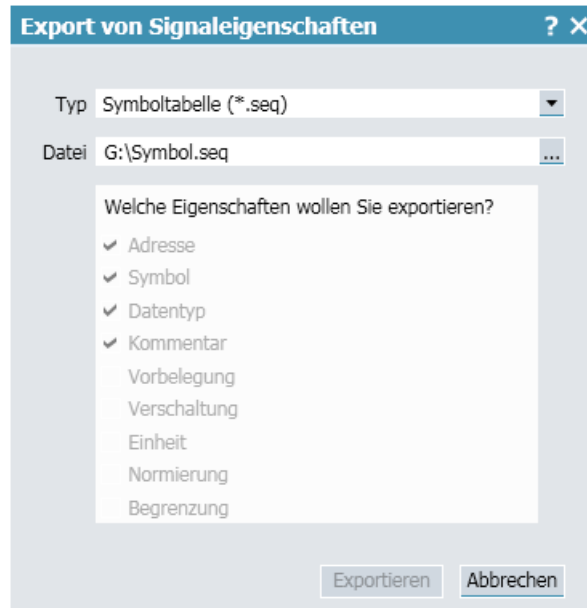 Export von Signaleigenschaften ? ×
Typ Symboltabelle (*.seq)
Datei G:\Symbol.seq ...
Welche Eigenschaften wollen Sie exportieren?
Adresse
Symbol
Datentyp
Kommentar
Vorbelegung
Verschaltung
Einheit
Normierung
Begrenzung
Exportieren Abbrechen